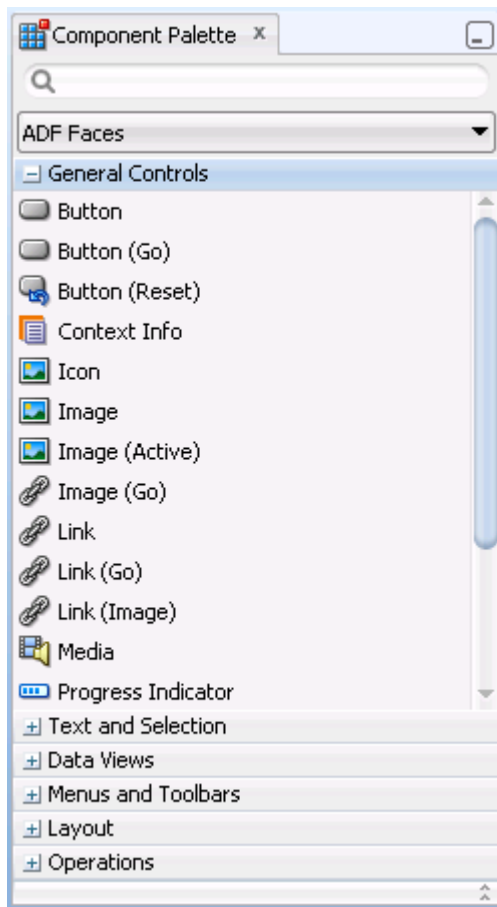 Component Palette
ADF Faces
General Controls
Button
Button (Go)
Button (Reset)
Context Info
Icon
Image
Image (Active)
Image (Go)
Link
Link (Go)
Link (Image)
Media
Progress Indicator
Text and Selection
Data Views
Menus and Toolbars
Layout
Operations